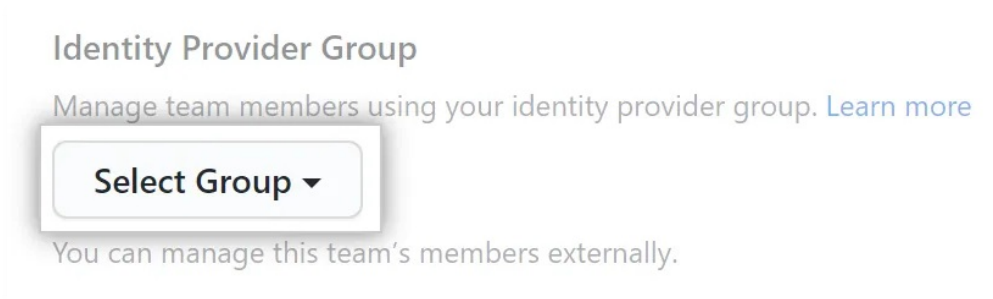 Identity Provider Group
Manage team members using your identity provider group. Learn more
Select Group
You can manage this team's members externally.